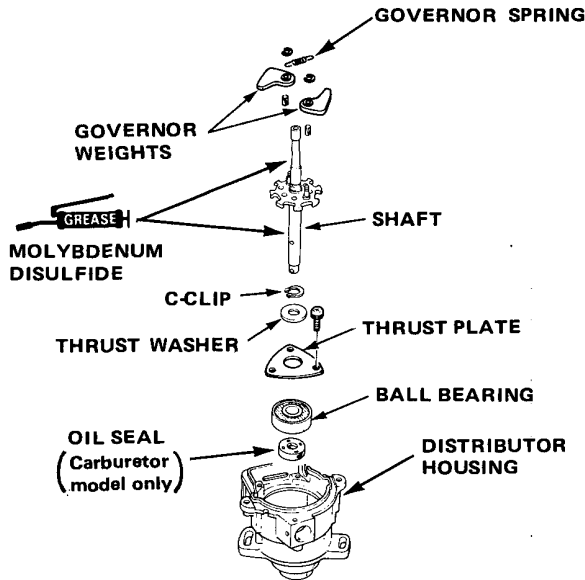 GOVERNOR SPRING
GOVERNOR
WEIGHTS
GREASE
MOLYBDENUM
DISULFIDE
SHAFT
C-CLIP
THRUST WASHER
THRUST PLATE
BALL BEARING
OIL SEAL
(Carburetor
model only)
DISTRIBUTOR
HOUSING